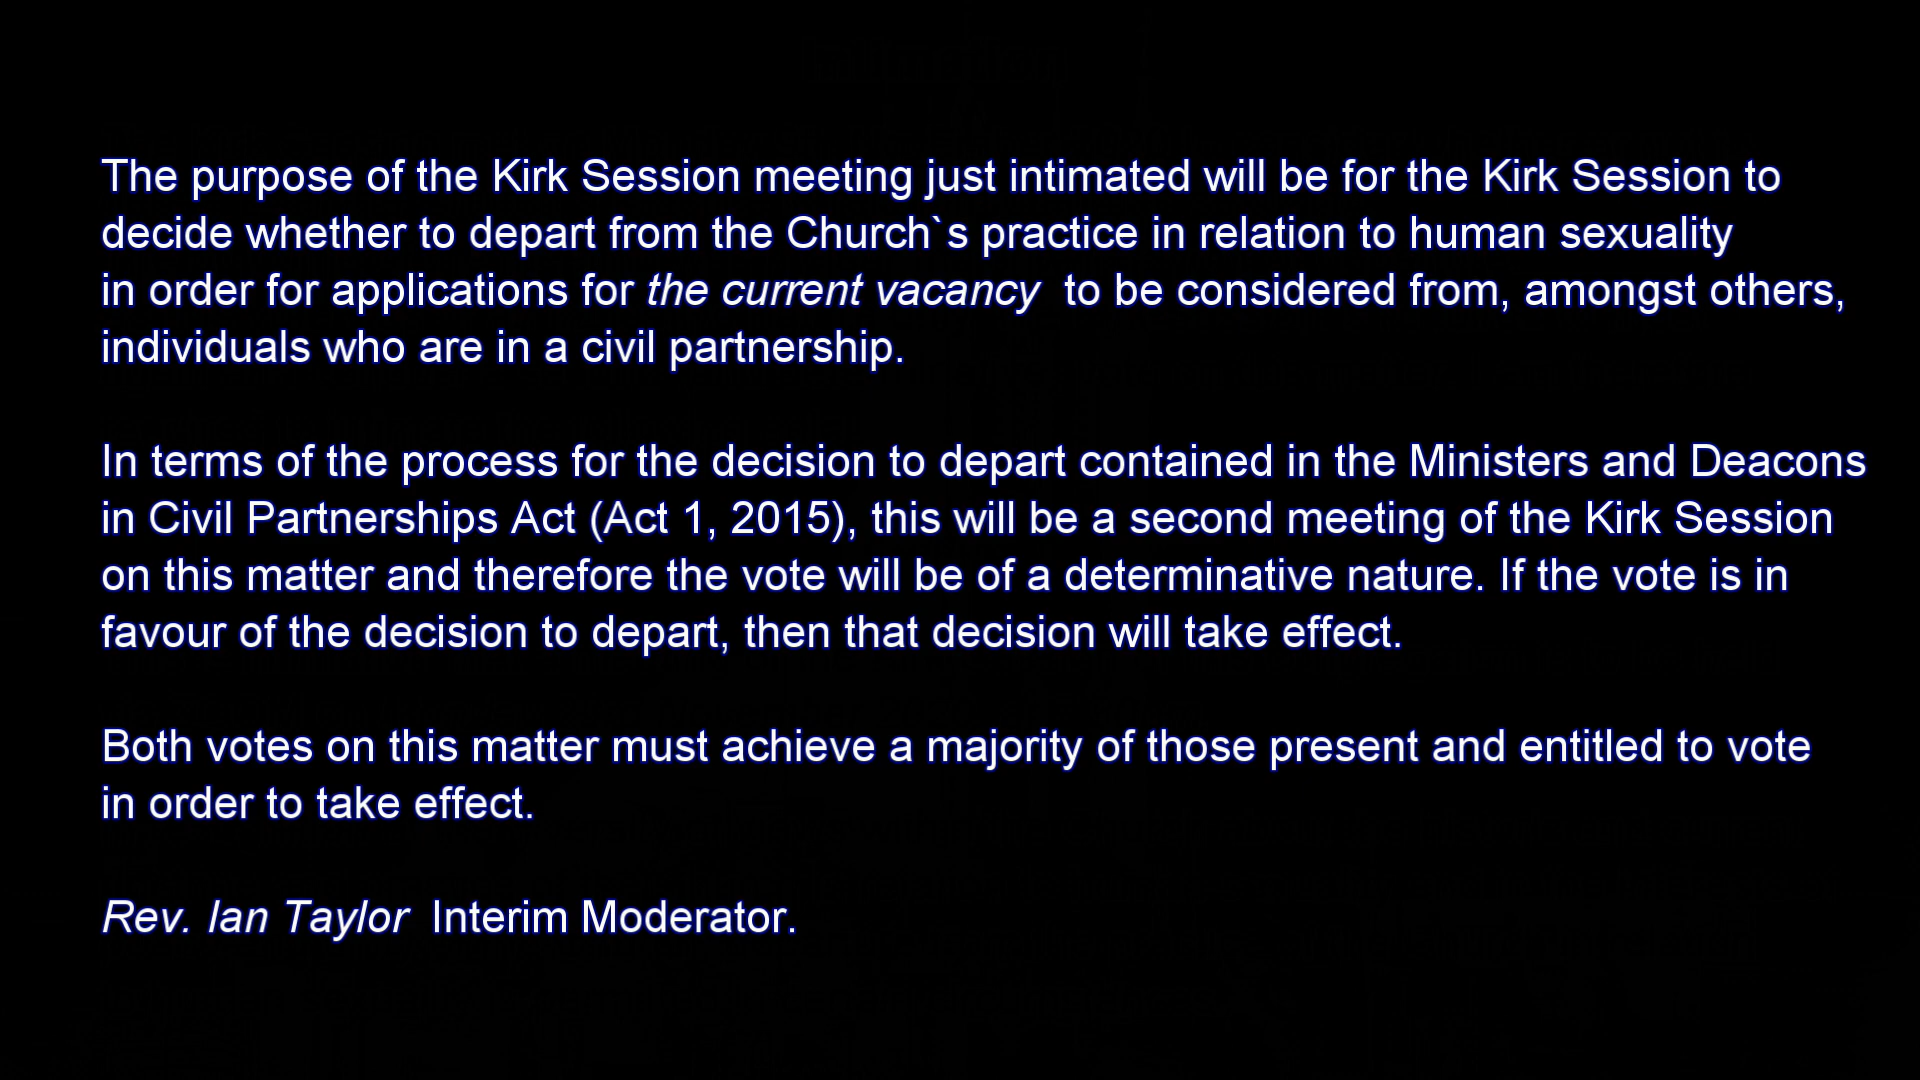 The purpose of the Kirk Session meeting just intimated will be for the Kirk Session to
decide whether to depart from the Church`s practice in relation to human sexuality
in order for applications for the current vacancy to be considered from, amongst others,
individuals who are in a civil partnership.
In terms of the process for the decision to depart contained in the Ministers and Deacons
in Civil Partnerships Act (Act 1, 2015), this will be a second meeting of the Kirk Session
on this matter and therefore the vote will be of a determinative nature. If the vote is in
favour of the decision to depart, then that decision will take effect.
Both votes on this matter must achieve a majority of those present and entitled to vote
in order to take effect.
Rev. Ian Taylor Interim Moderator.